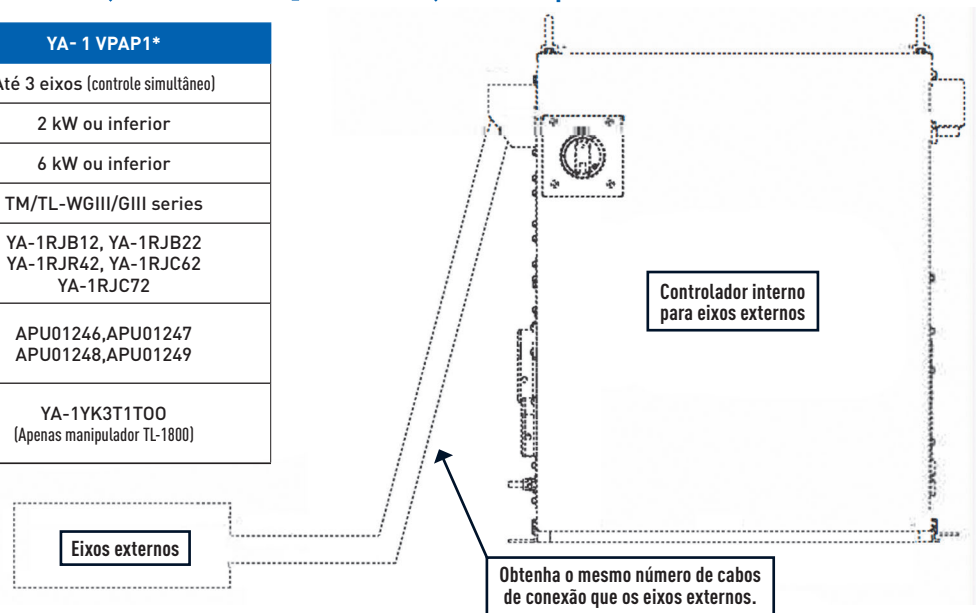 YA- 1 VPAP1*
Até 3 eixos (controle simultâneo)
2 kW ou inferior
6 kW ou inferior
TM/TL-WGIII/GIII series
YA-1RJB12, YA-1RJB22
YA-1RJR42, YA-1RJC62
YA-1RJC72
APU01246,APU01247
APU01248,APU01249
YA-1YK3T1T00
(Apenas manipulador TL-1800)
Controlador interno
para eixos externos
Eixos externos
Obtenha o mesmo número de cabos
de conexão que os eixos externos.